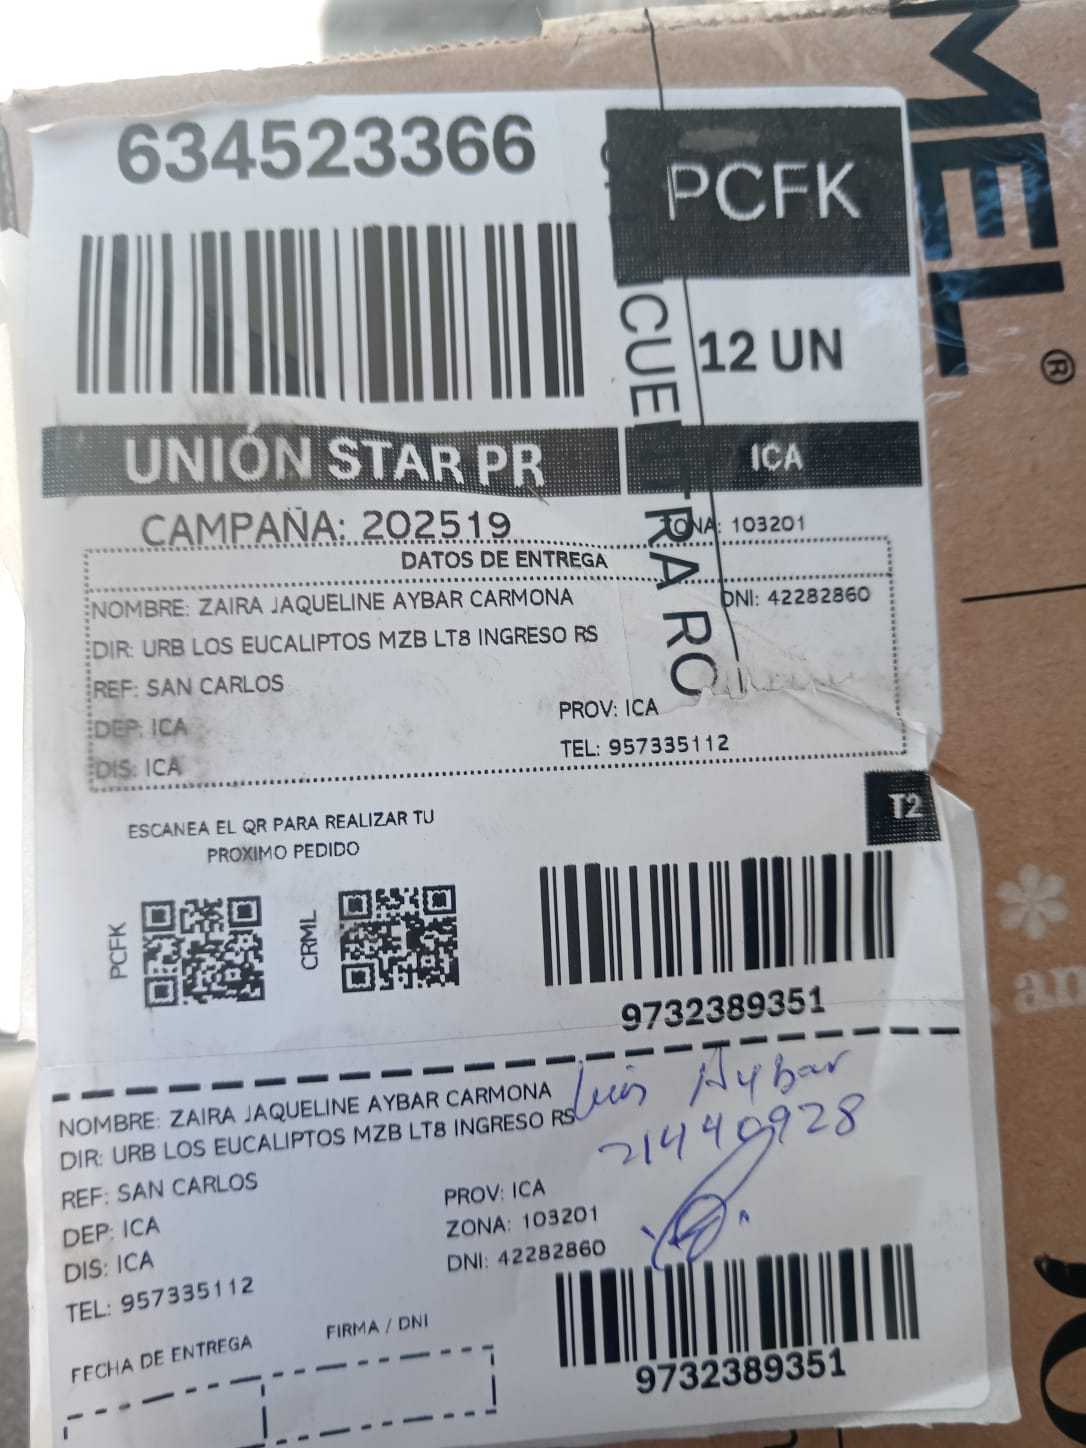 634523366
PCFK
12 UN
CUE TRA RO
MEL®
UNIÓN STAR PR
ICA
CAMPAÑA: 202519
ZONA: 103201
DATOS DE ENTREGA
NOMBRE: ZAIRA JAQUELINE AYBAR CARMONA
DNI: 42282860
DIR: URB LOS EUCALIPTOS MZB LT8 INGRESO RS
REF: SAN CARLOS
DEP: ICA
PROV: ICA
DIS: ICA
TEL: 957335112
T2
ESCANEA EL QR PARA REALIZAR TU
PROXIMO PEDIDO
PCFK
CRML
9732389351
an
NOMBRE: ZAIRA JAQUELINE AYBAR CARMONA
DIR: URB LOS EUCALIPTOS MZB LT8 INGRESO RS
Luis Aybar
21440928
REF: SAN CARLOS
DEP: ICA
DIS: ICA
TEL: 957335112
PROV: ICA
ZONA: 103201
DNI: 42282860
FECHA DE ENTREGA
FIRMA / DNI
9732389351